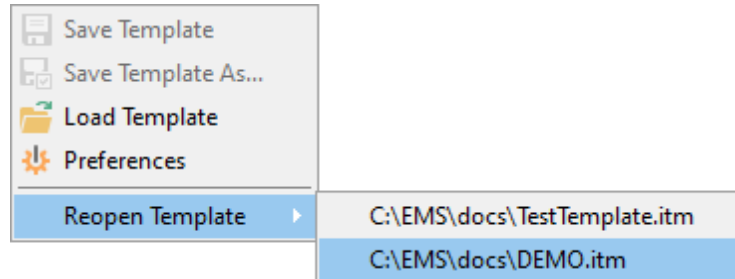 Save Template
Save Template As...
Load Template
Preferences
Reopen Template
C:\EMS\docs\TestTemplate.itm
C:\EMS\docs\DEMO.itm